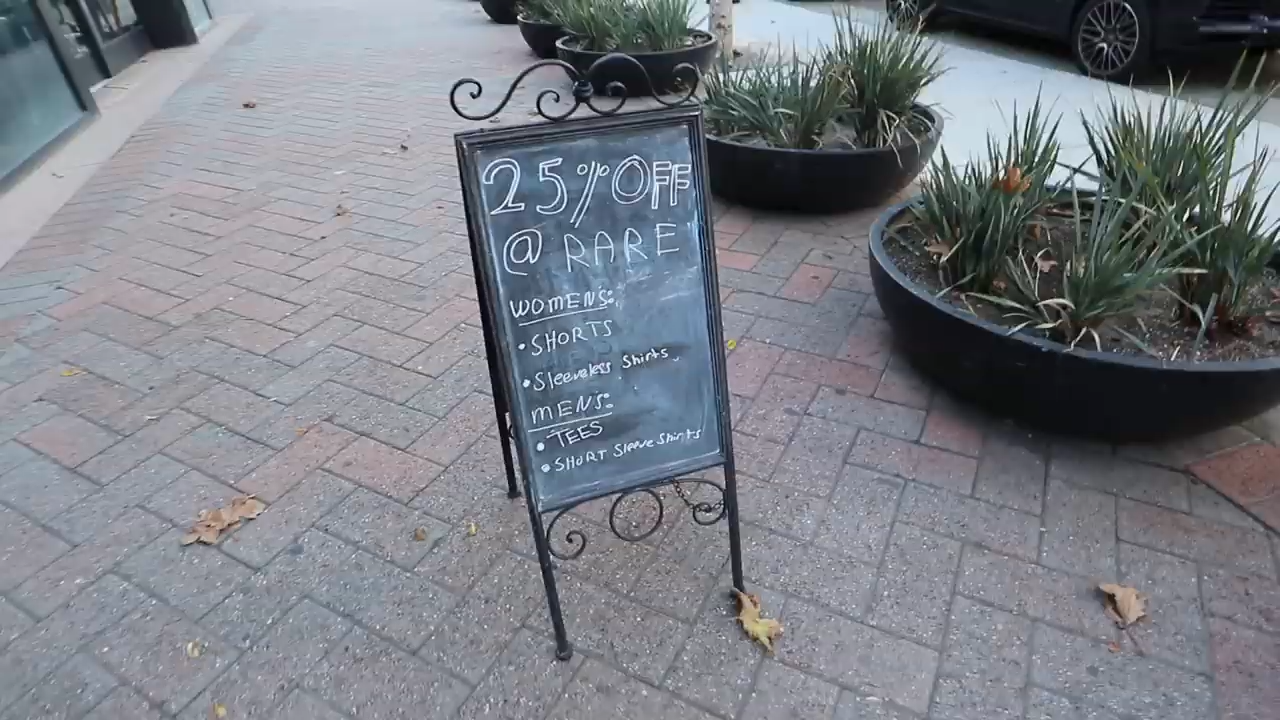 25% OFF
@ RARE
WOMENS:
• SHORTS
• Sleeveless Shirts
MENS:
• TEES
• SHORT Sleeve Shirts